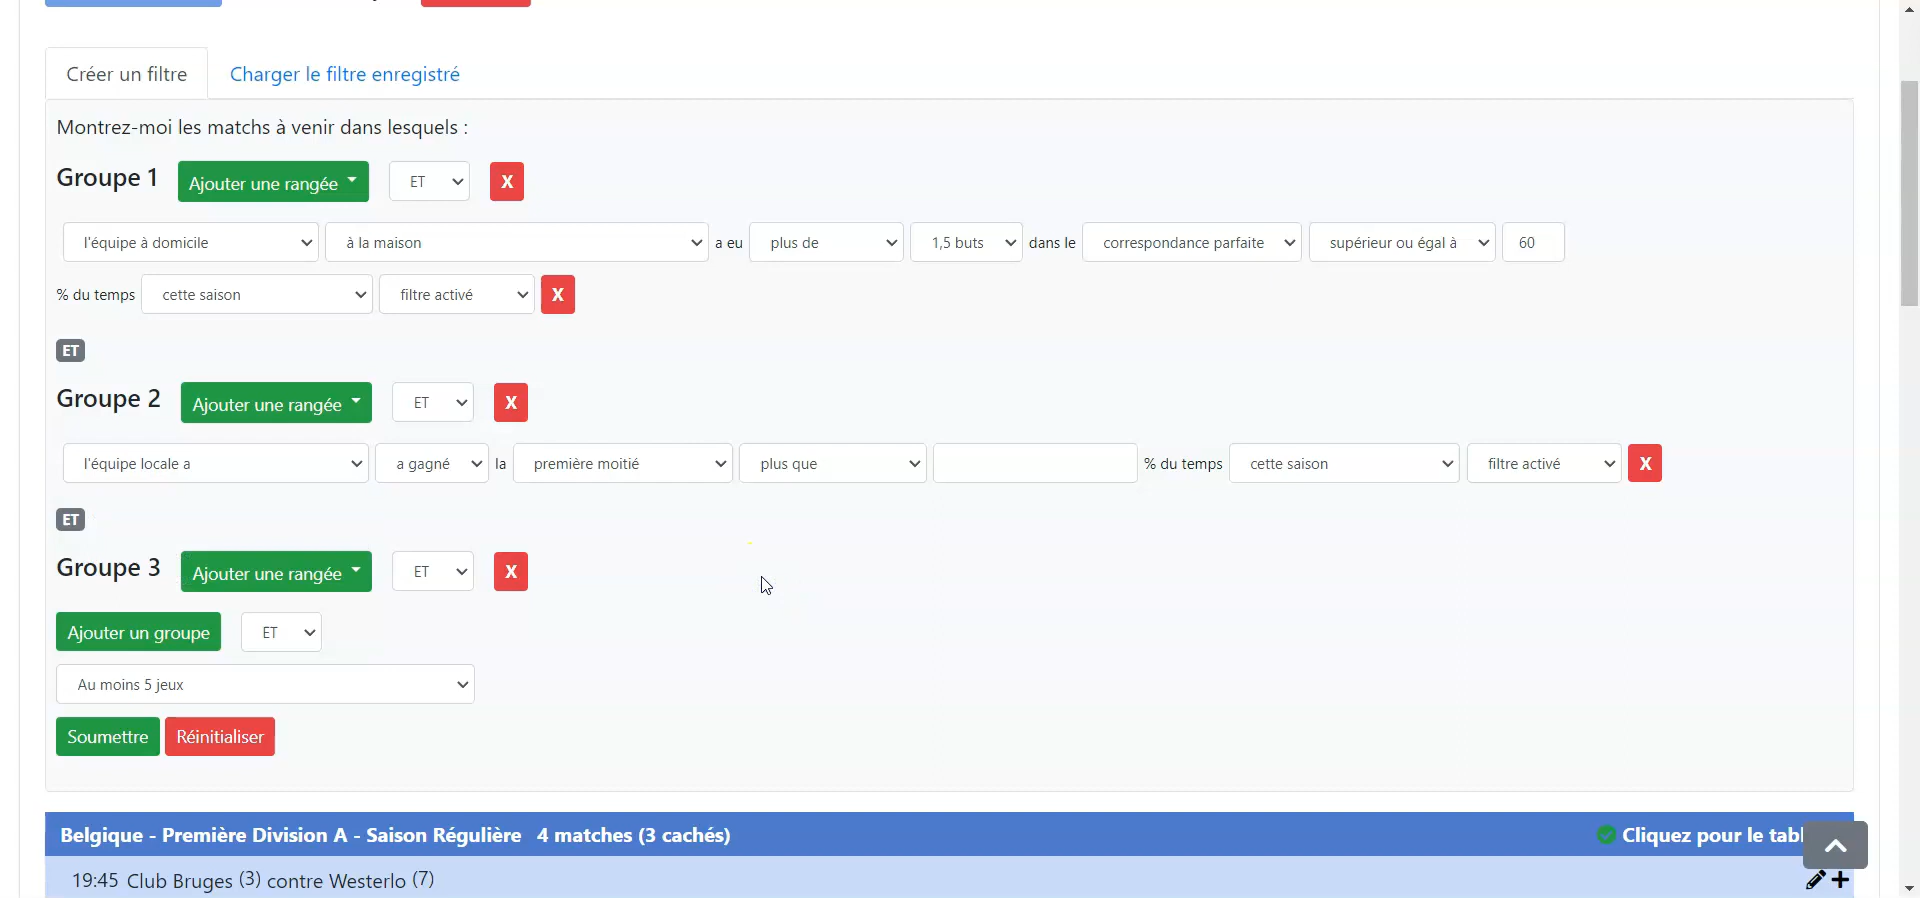 Créer un filtre Charger le filtre enregistré
Montrez-moi les matchs à venir dans lesquels :
Groupe 1 Ajouter une rangée ET X
l'équipe à domicile à la maison a eu plus de 1,5 buts dans le correspondance parfaite supérieur ou égal à 60
% du temps cette saison filtre activé X
ET
Groupe 2 Ajouter une rangée ET X
l'équipe locale a a gagné la première moitié plus que % du temps cette saison filtre activé X
ET
Groupe 3 Ajouter une rangée ET X
Ajouter un groupe ET
Au moins 5 jeux
Soumettre Réinitialiser
Belgique - Première Division A - Saison Régulière 4 matches (3 cachés) Cliquez pour le tabl
19:45 Club Bruges (3) contre Westerlo (7)